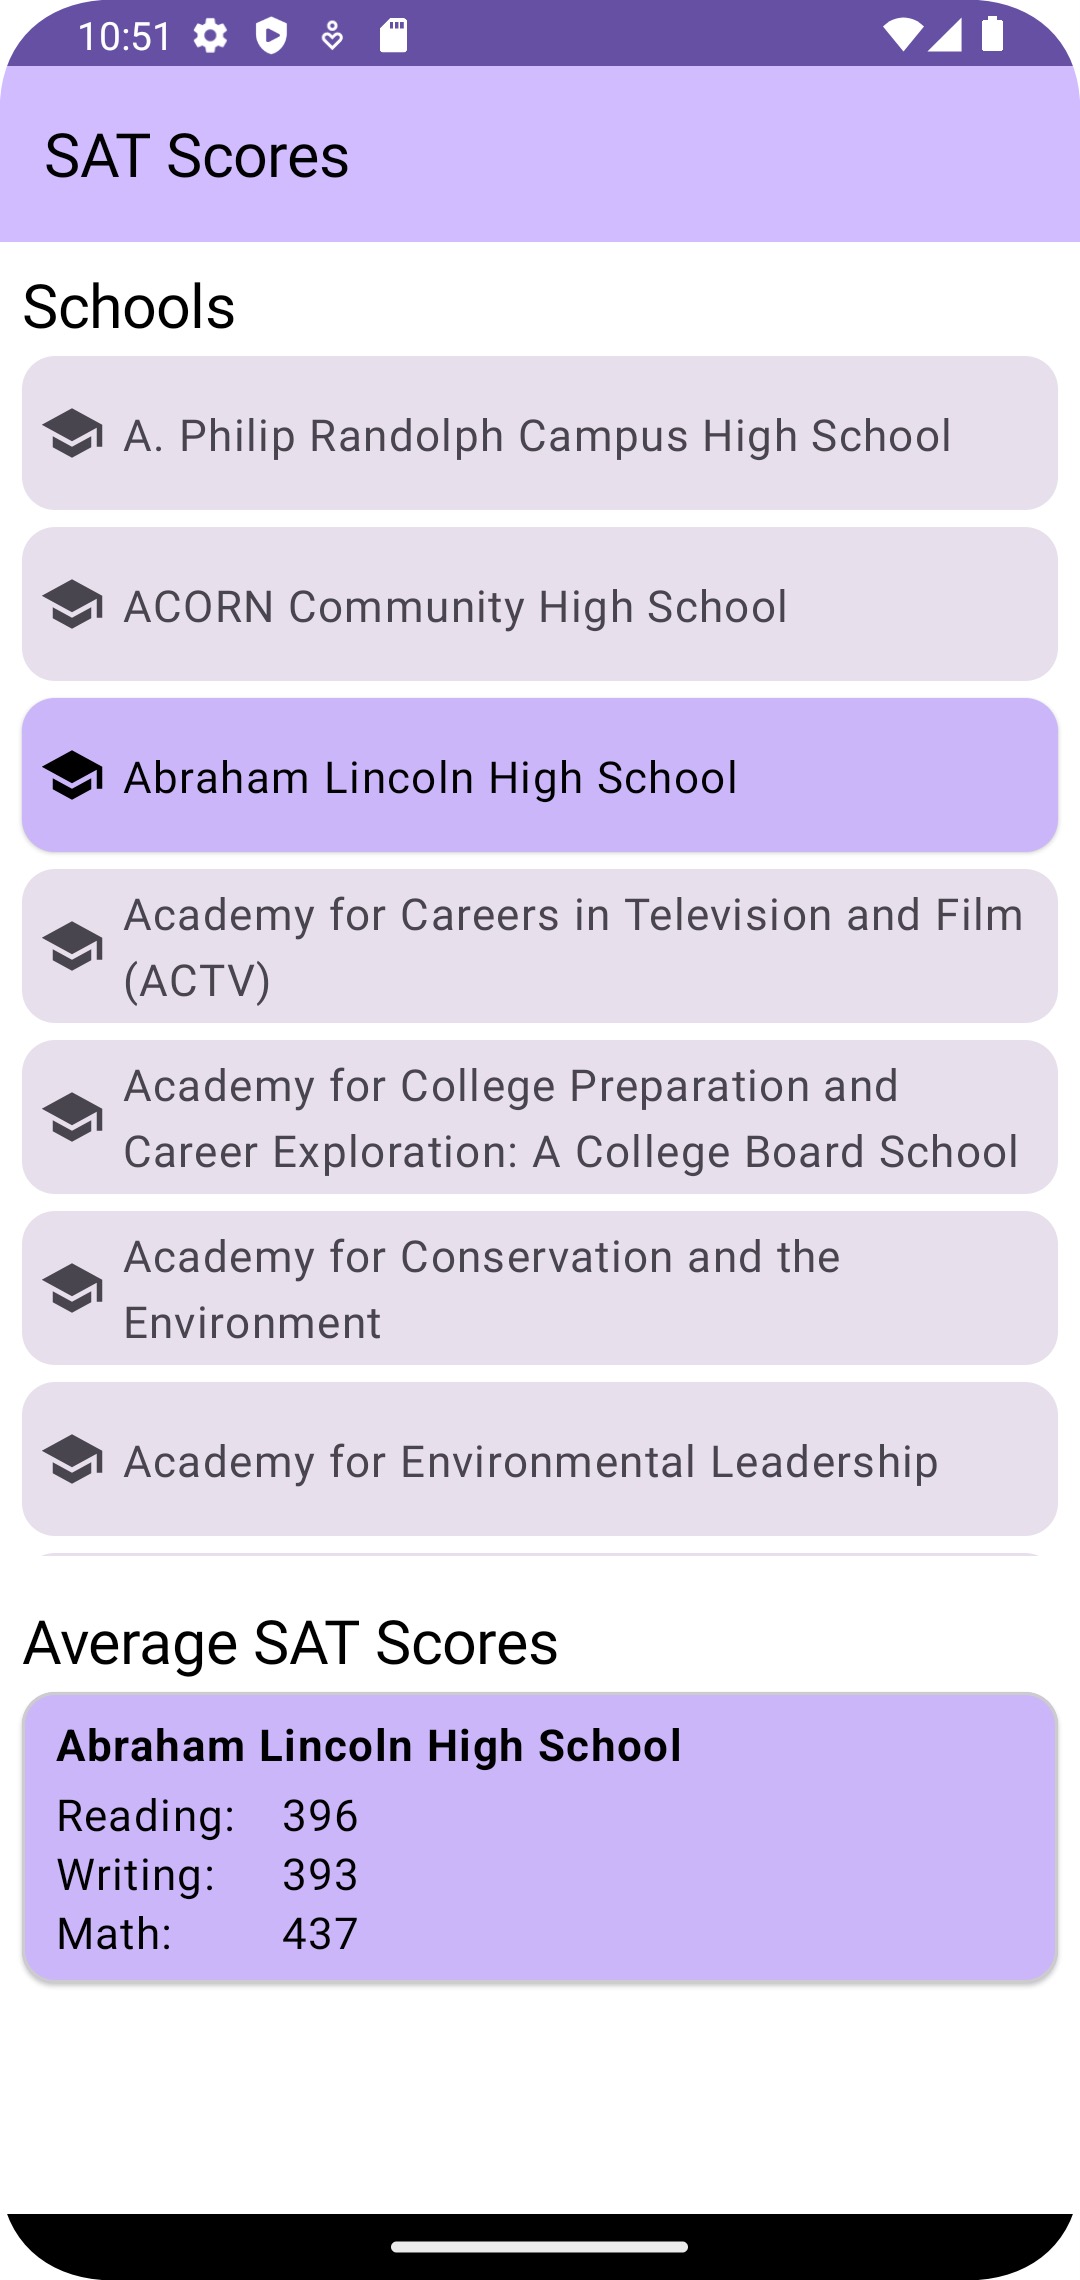 10:51
SAT Scores
Schools
A. Philip Randolph Campus High School
ACORN Community High School
Abraham Lincoln High School
Academy for Careers in Television and Film
(ACTV)
Academy for College Preparation and
Career Exploration: A College Board School
Academy for Conservation and the
Environment
Academy for Environmental Leadership
Average SAT Scores
Abraham Lincoln High School
Reading: 396
Writing: 393
Math: 437